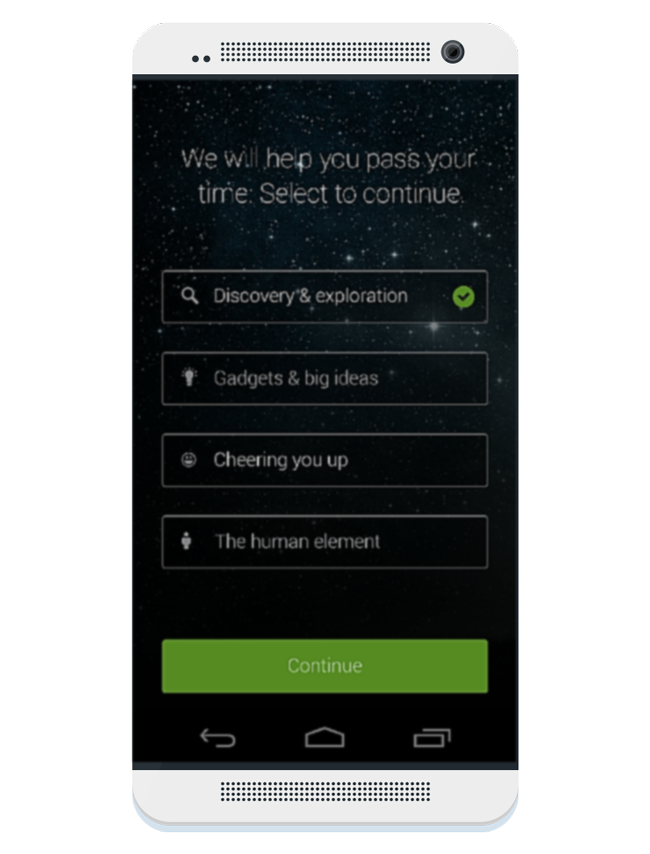 We will help you pass your
time. Select to continue.
Discovery & exploration
Gadgets & big ideas
Cheering you up
The human element
Continue